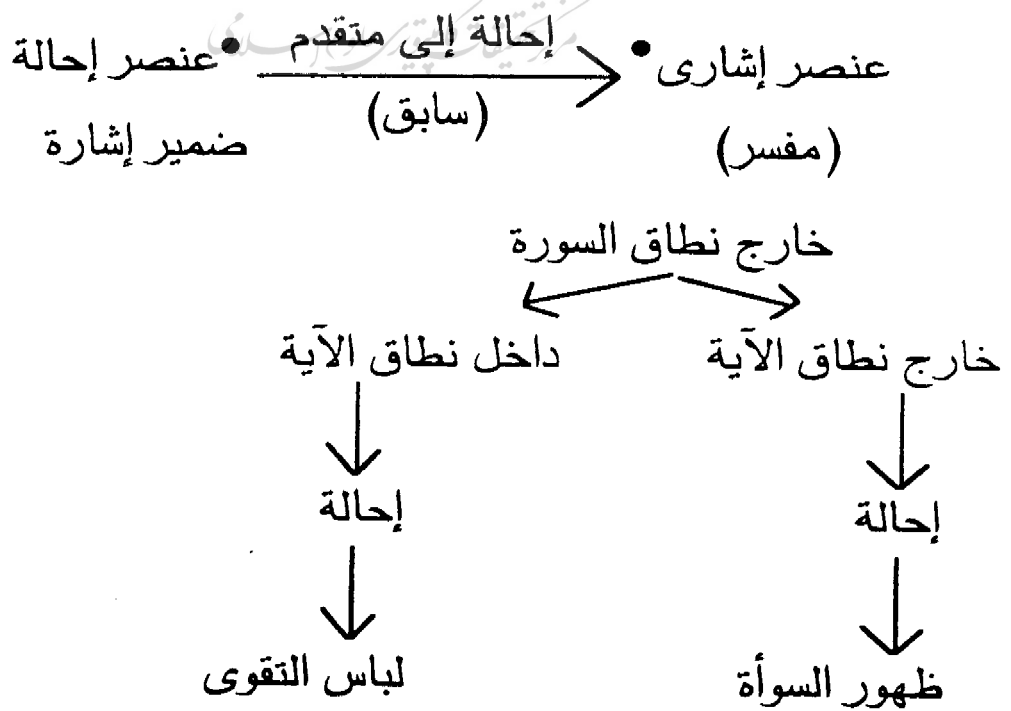 عنصر إشارى • إحالة إلى متقدم • عنصر إحالة
(مفسر) (سابق) ضمير إشارة
خارج نطاق السورة
خارج نطاق الآية داخل نطاق الآية
إحالة إحالة
ظهور السوأة لباس التقوى